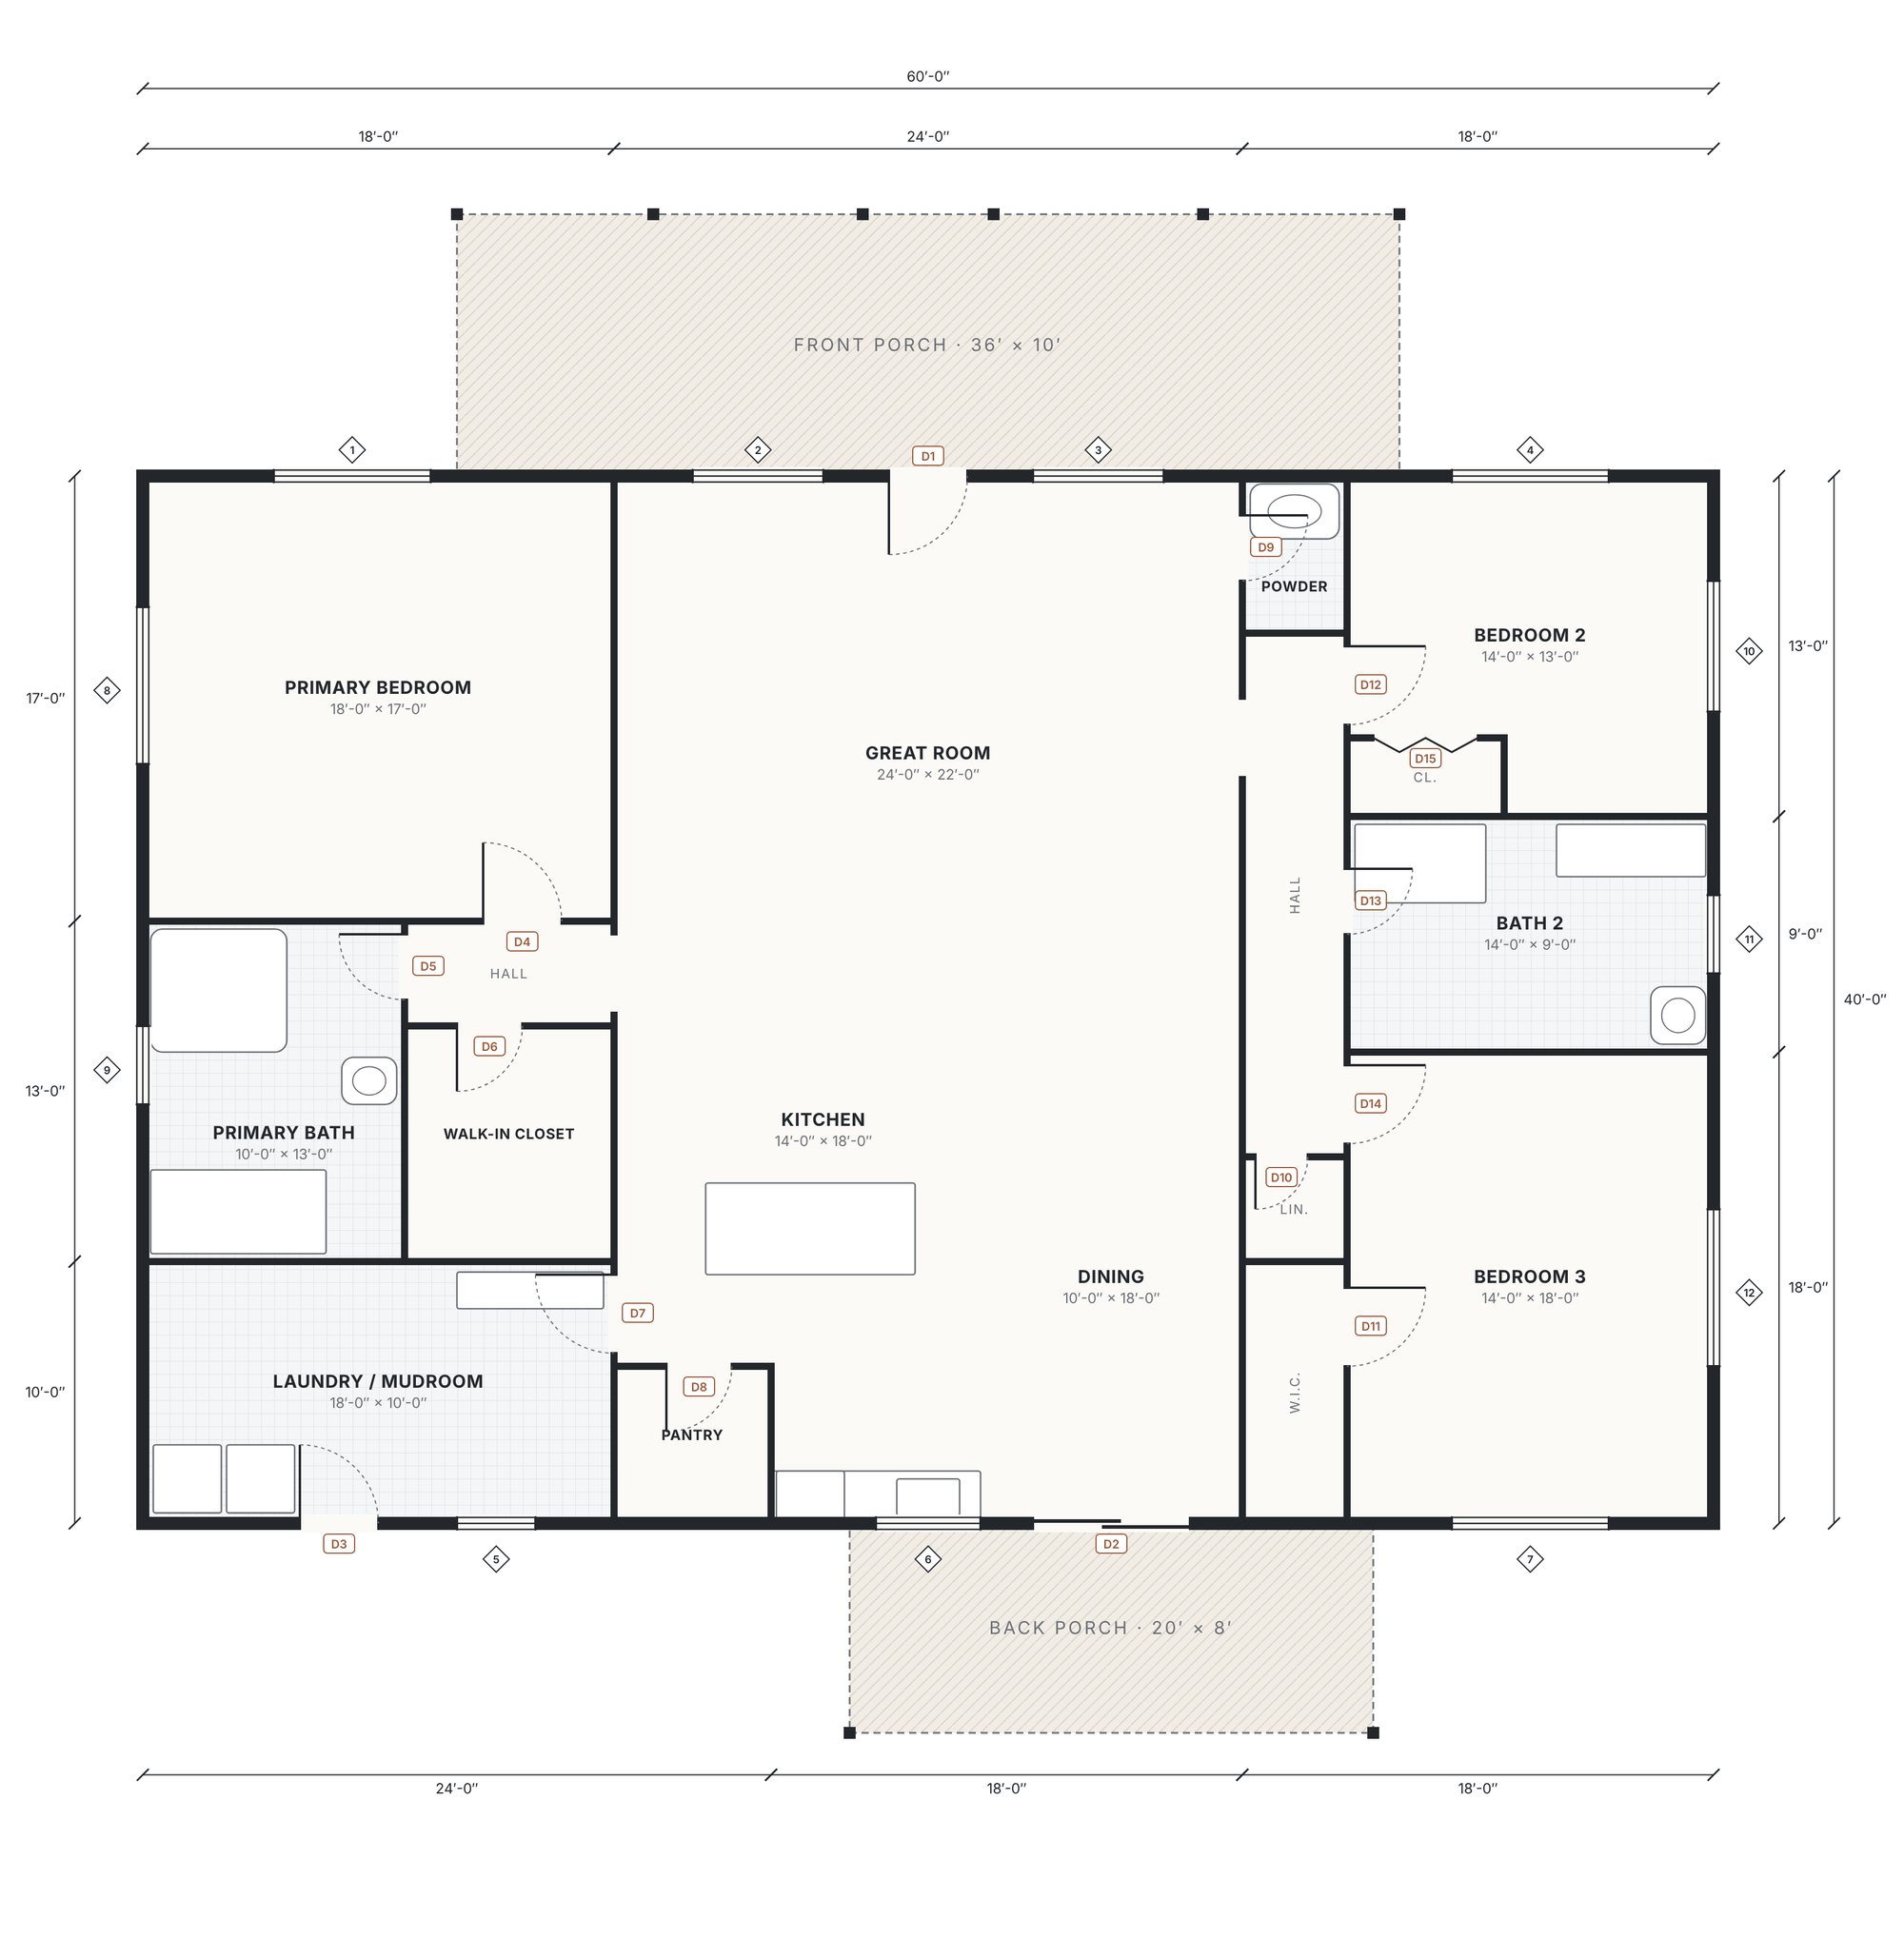 60′-0″
18′-0″
24′-0″
18′-0″
FRONT PORCH · 36′ × 10′
1
2
D1
3
4
D9
POWDER
BEDROOM 2
14′-0″ × 13′-0″
10
13′-0″
PRIMARY BEDROOM
18′-0″ × 17′-0″
8
17′-0″
D12
GREAT ROOM
24′-0″ × 22′-0″
D15
CL.
HALL
D13
BATH 2
14′-0″ × 9′-0″
11
9′-0″
D4
D5
HALL
40′-0″
D6
9
13′-0″
PRIMARY BATH
10′-0″ × 13′-0″
WALK-IN CLOSET
KITCHEN
14′-0″ × 18′-0″
D14
D10
LIN.
DINING
10′-0″ × 18′-0″
BEDROOM 3
14′-0″ × 18′-0″
12
18′-0″
D7
D11
LAUNDRY / MUDROOM
18′-0″ × 10′-0″
10′-0″
D8
PANTRY
W.I.C.
D3
5
6
D2
7
BACK PORCH · 20′ × 8′
24′-0″
18′-0″
18′-0″